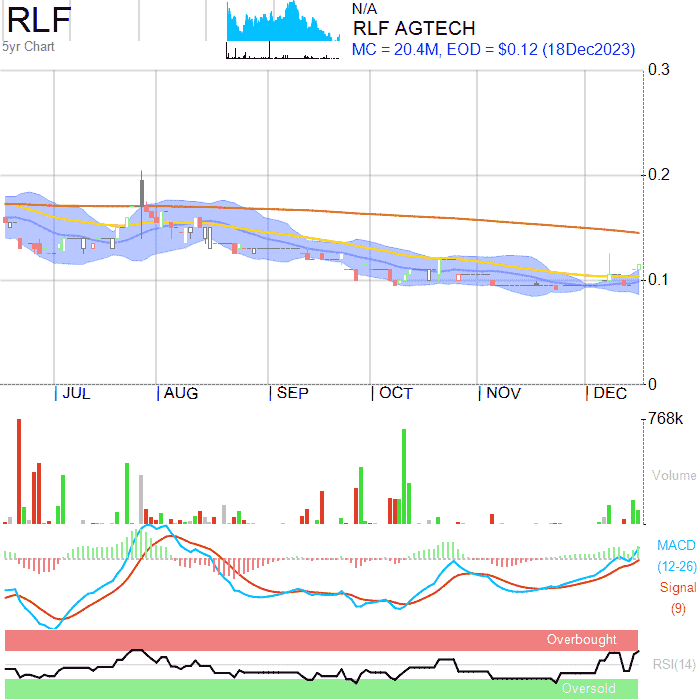 RLF
5yr Chart
N/A
RLF AGTECH
MC = 20.4M, EOD = $0.12 (18Dec2023)
0.3
0.2
0.1
0
JUL
AUG
SEP
OCT
NOV
DEC
768k
Volume
MACD
(12-26)
Signal
(9)
Overbought
RSI(14)
Oversold